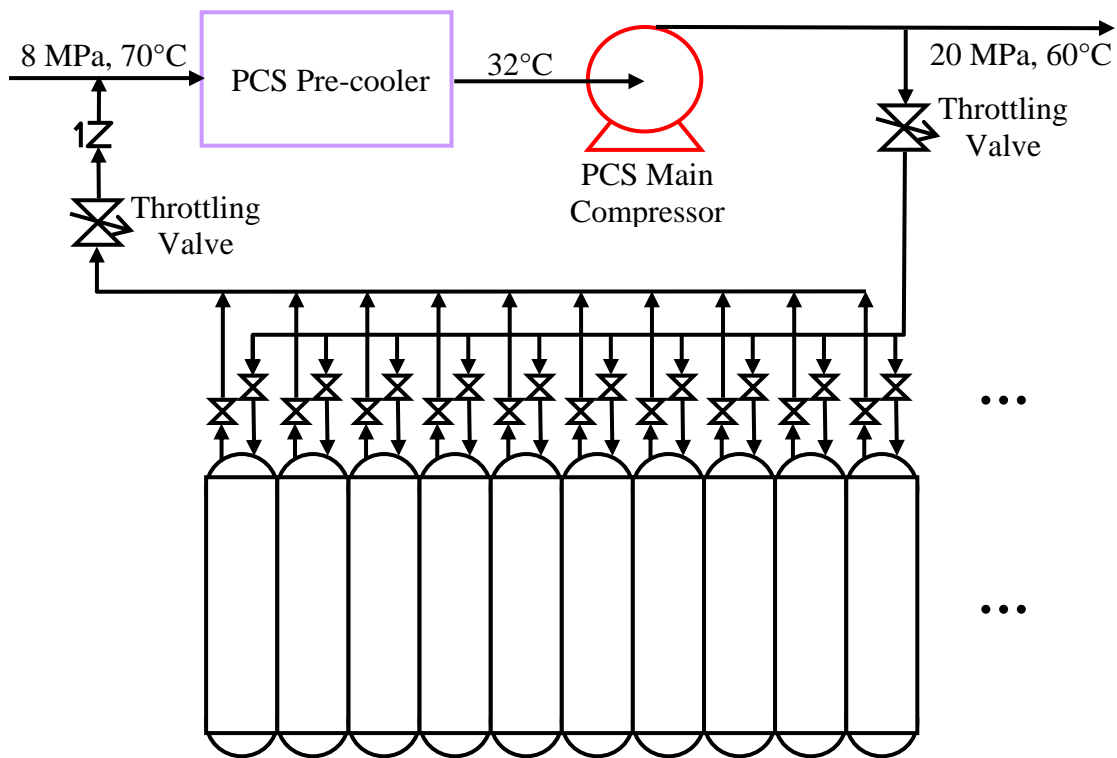 8 MPa, 70°C
PCS Pre-cooler
32°C
20 MPa, 60°C
Throttling
Valve
PCS Main
Compressor
Throttling
Valve
...
...